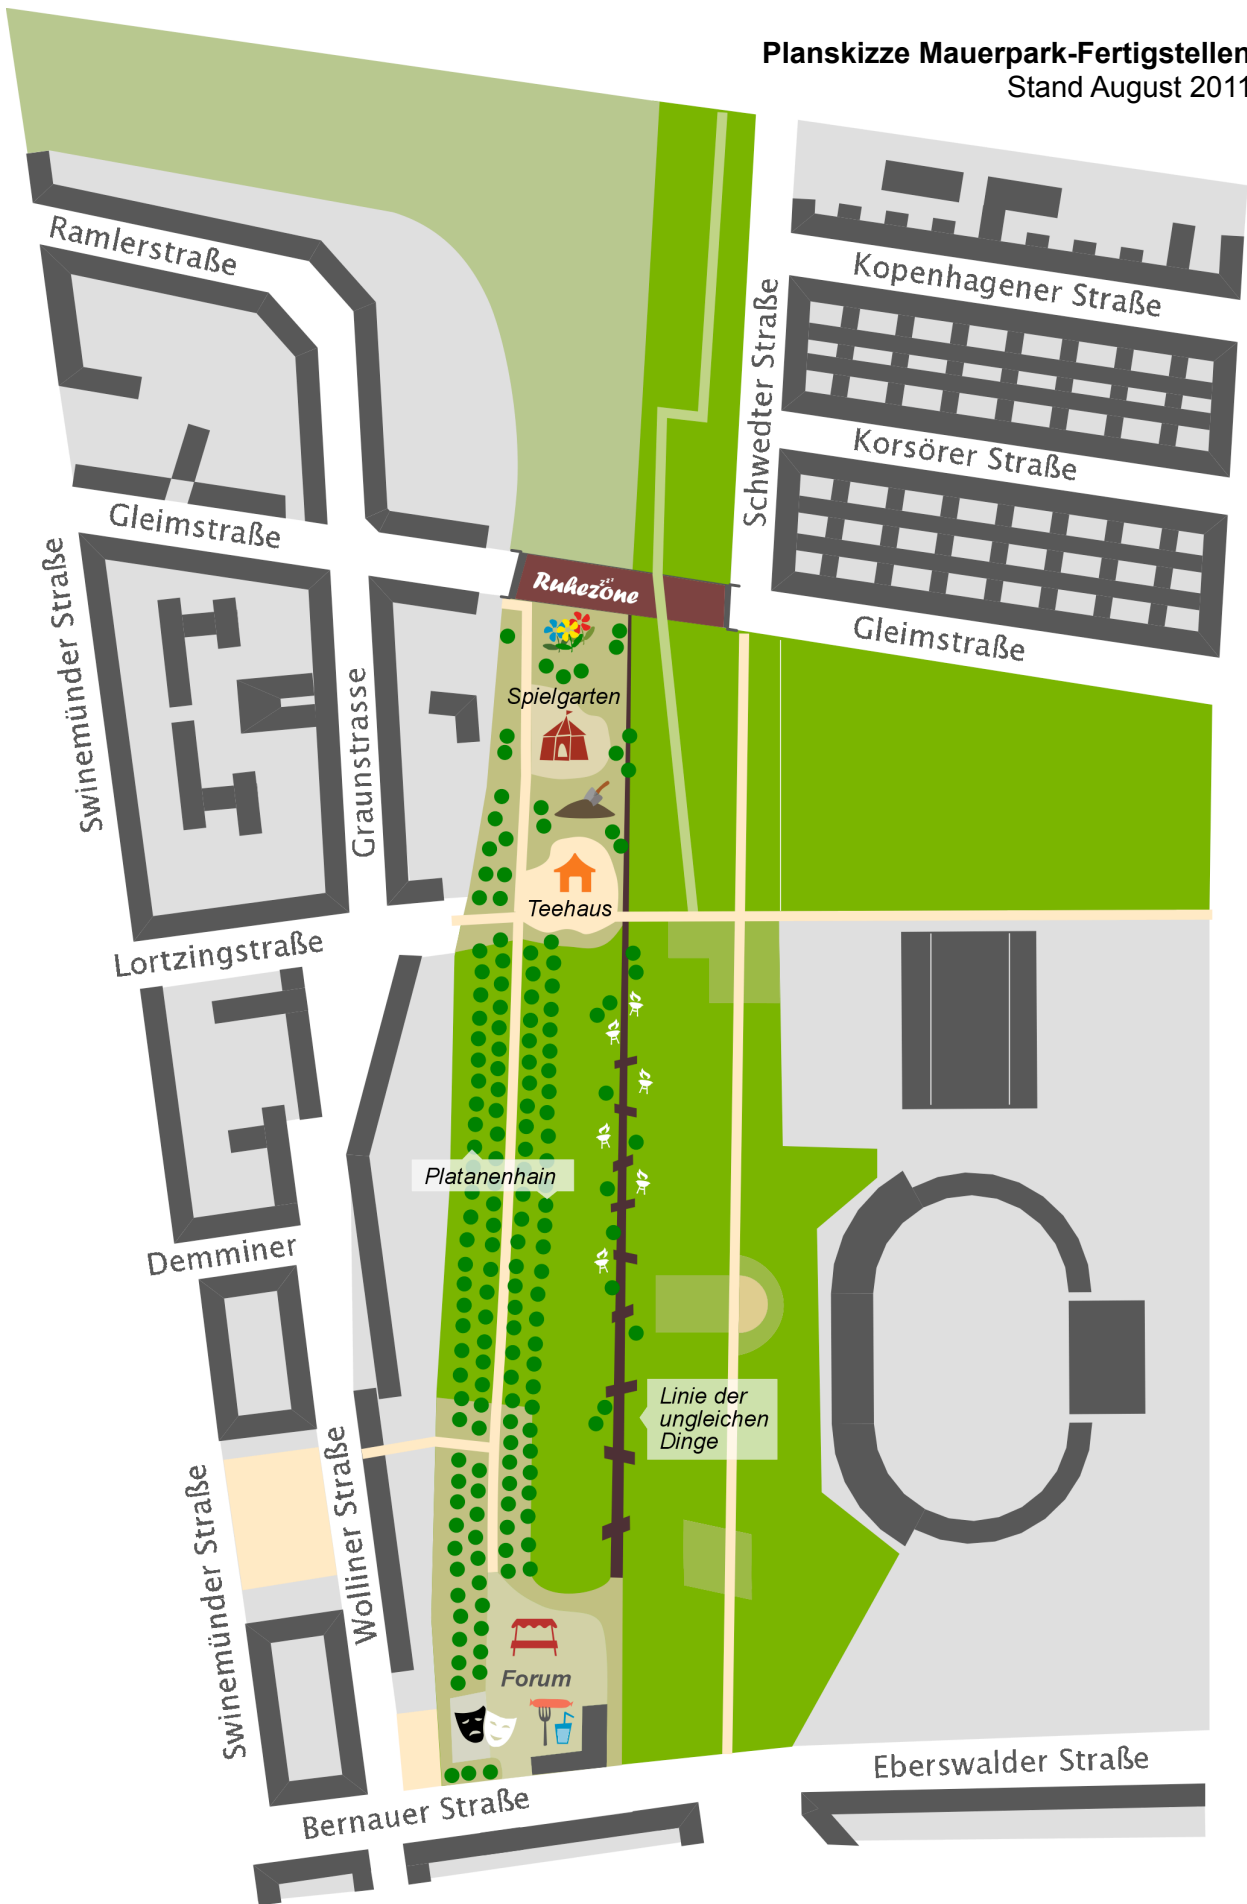 Planskizze Mauerpark-Fertigstellen
Stand August 2011
Ramlerstraße
Kopenhagener Straße
Schwedter Straße
Korsörer Straße
Gleimstraße
Ruhezone
zzz
Gleimstraße
Swinemünder Straße
Graunstrasse
Spielgarten
Teehaus
Lortzingstraße
Platanenhain
Demminer
Linie der
ungleichen
Dinge
Swinemünder Straße
Wolliner Straße
Forum
Eberswalder Straße
Bernauer Straße